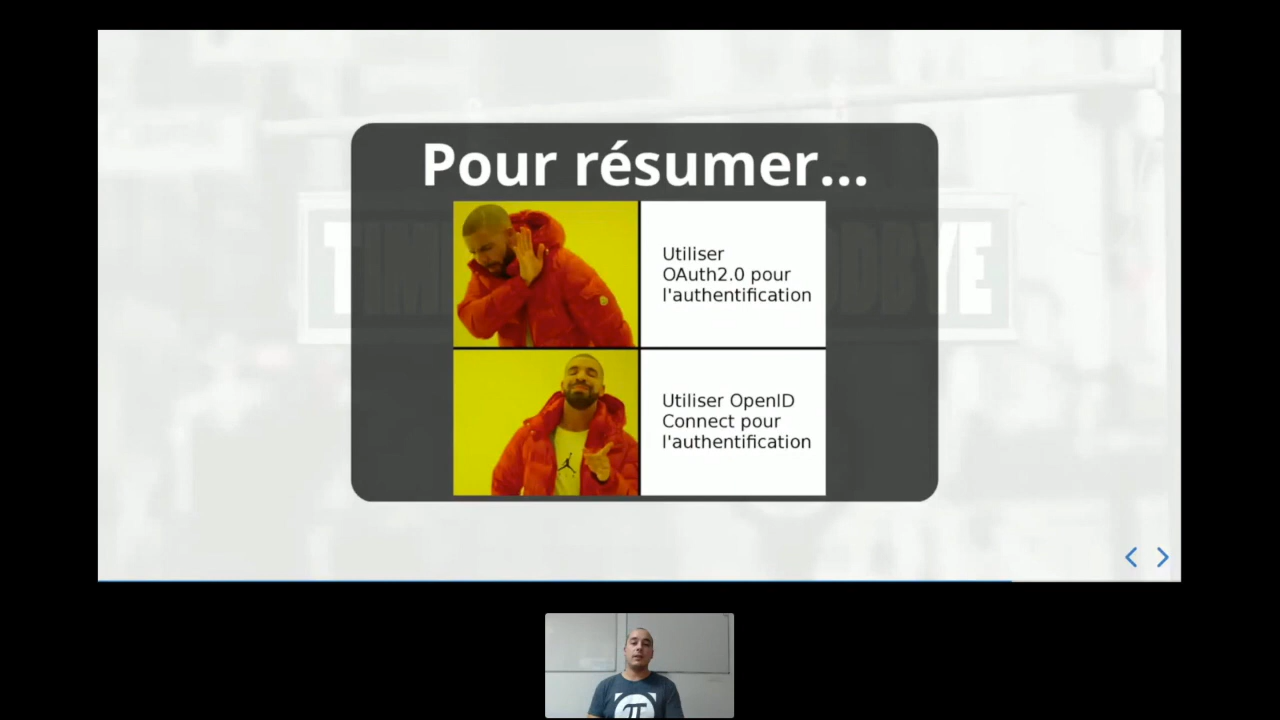 Pour résumer...
Utiliser
OAuth2.0 pour
l'authentification
Utiliser OpenID
Connect pour
l'authentification